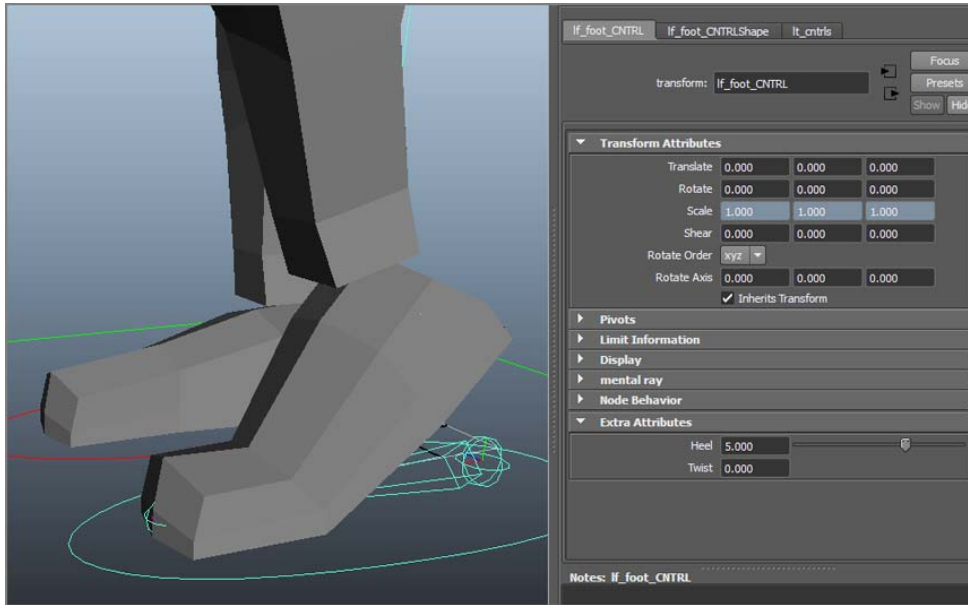 lf_foot_CNTRL lf_foot_CNTRLShape lt_cntrls
Focus
transform: lf_foot_CNTRL
Presets
Show Hide
Transform Attributes
Translate 0.000 0.000 0.000
Rotate 0.000 0.000 0.000
Scale 1.000 1.000 1.000
Shear 0.000 0.000 0.000
Rotate Order xyz
Rotate Axis 0.000 0.000 0.000
Inherits Transform
Pivots
Limit Information
Display
mental ray
Node Behavior
Extra Attributes
Heel 5.000
Twist 0.000
Notes: lf_foot_CNTRL